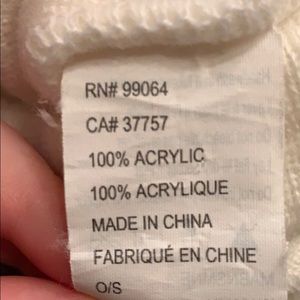 RN# 99064
CA# 37757
100% ACRYLIC
100% ACRYLIQUE
MADE IN CHINA
FABRIQUÉ EN CHINE
O/S